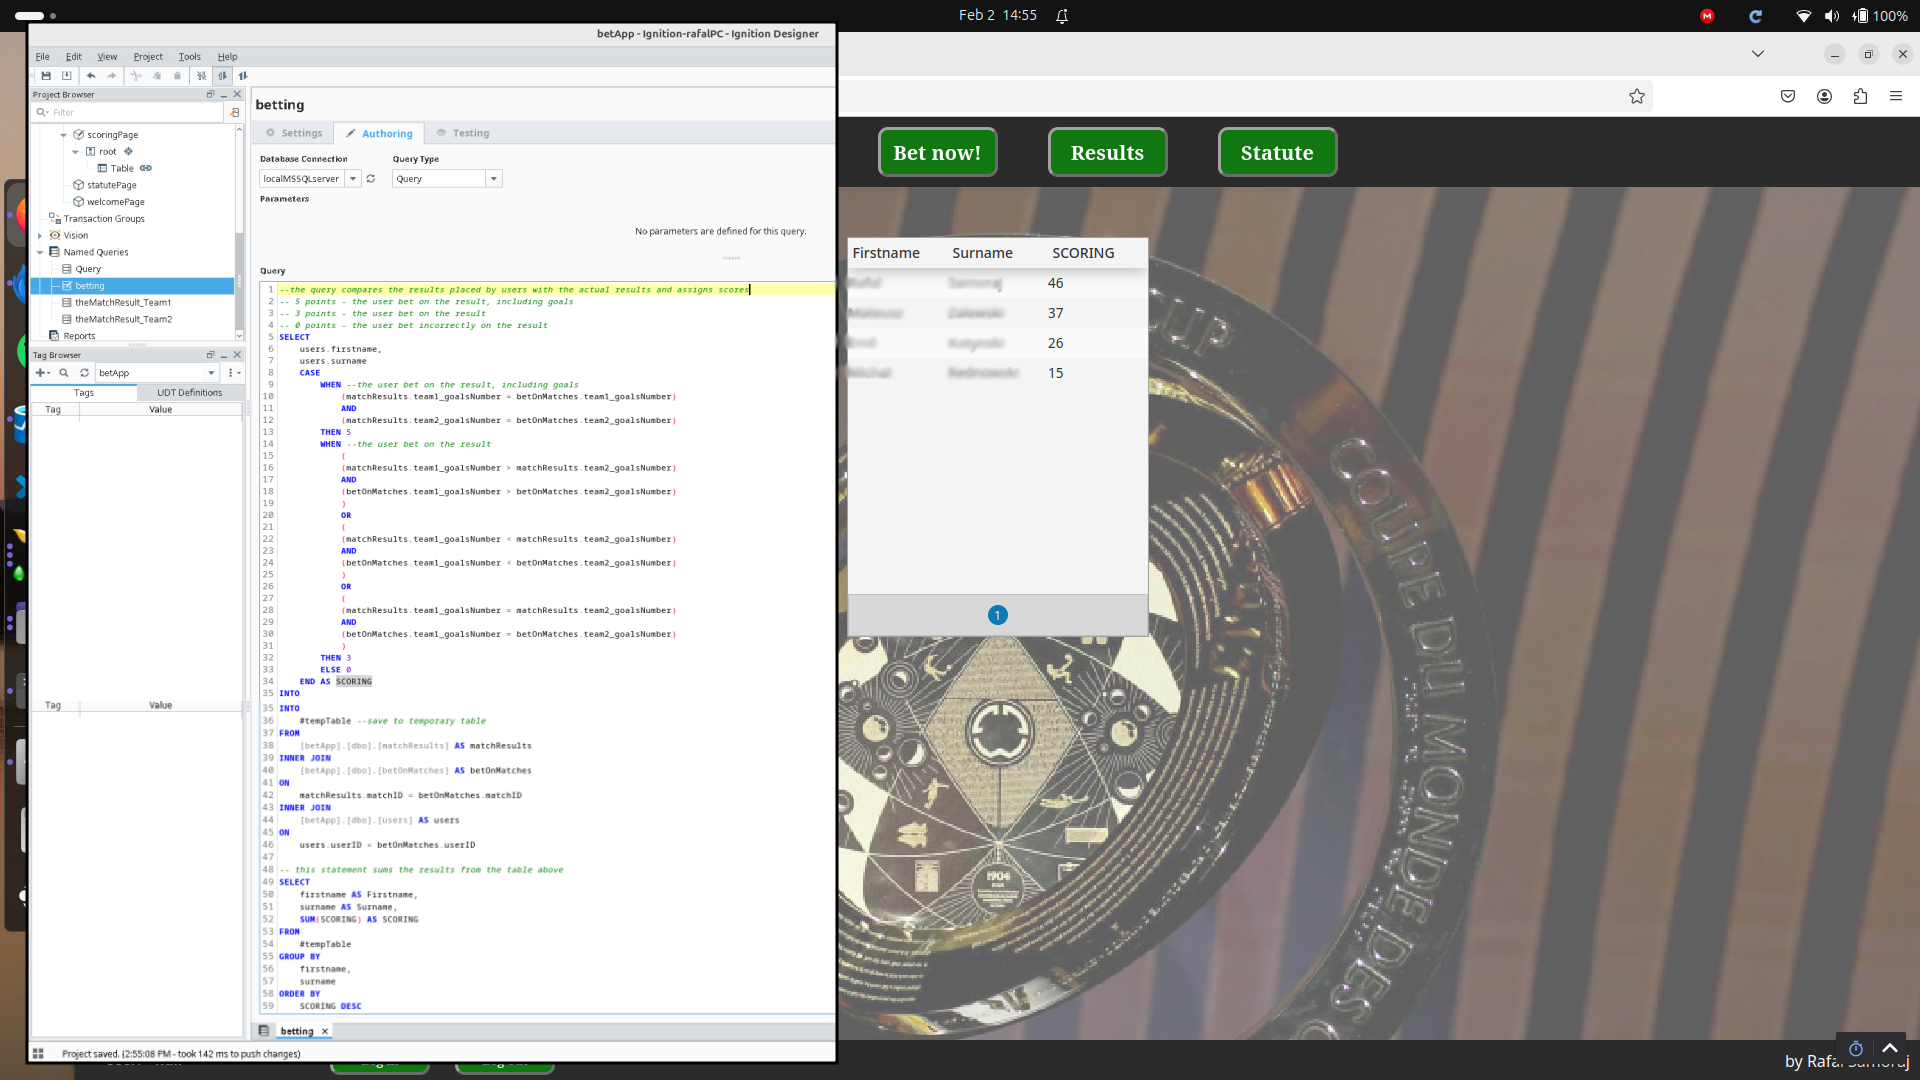 Feb 2 14:55
100%
betApp - Ignition-rafalPC - Ignition Designer
File Edit View Project Tools Help
Project Browser
Filter
scoringPage
root
Table
statutePage
welcomePage
Transaction Groups
Vision
Named Queries
Query
betting
theMatchResult_Team1
theMatchResult_Team2
Reports
Tag Browser
betApp
Tags UDT Definitions
Tag Value
Tag Value
betting
Settings Authoring Testing
Database Connection Query Type
localMSSQLserver Query
Parameters
No parameters are defined for this query.
Query
1 --the query compares the results placed by users with the actual results and assigns scores
2 -- 5 points - the user bet on the result, including goals
3 -- 3 points - the user bet on the result
4 -- 0 points - the user bet incorrectly on the result
5 SELECT
6 users.firstname,
7 users.surname
8 CASE
9 WHEN --the user bet on the result, including goals
10 (matchResults.team1_goalsNumber = betOnMatches.team1_goalsNumber)
11 AND
12 (matchResults.team2_goalsNumber = betOnMatches.team2_goalsNumber)
13 THEN 5
14 WHEN --the user bet on the result
15 (
16 (matchResults.team1_goalsNumber > matchResults.team2_goalsNumber)
17 AND
18 (betOnMatches.team1_goalsNumber > betOnMatches.team2_goalsNumber)
19 )
20 OR
21 (
22 (matchResults.team1_goalsNumber < matchResults.team2_goalsNumber)
23 AND
24 (betOnMatches.team1_goalsNumber < betOnMatches.team2_goalsNumber)
25 )
26 OR
27 (
28 (matchResults.team1_goalsNumber = matchResults.team2_goalsNumber)
29 AND
30 (betOnMatches.team1_goalsNumber = betOnMatches.team2_goalsNumber)
31 )
32 THEN 3
33 ELSE 0
34 END AS SCORING
35 INTO
35 INTO
36 #tempTable --save to temporary table
37 FROM
38 [betApp].[dbo].[matchResults] AS matchResults
39 INNER JOIN
40 [betApp].[dbo].[betOnMatches] AS betOnMatches
41 ON
42 matchResults.matchID = betOnMatches.matchID
43 INNER JOIN
44 [betApp].[dbo].[users] AS users
45 ON
46 users.userID = betOnMatches.userID
47
48 -- this statement sums the results from the table above
49 SELECT
50 firstname AS Firstname,
51 surname AS Surname,
52 SUM(SCORING) AS SCORING
53 FROM
54 #tempTable
55 GROUP BY
56 firstname,
57 surname
58 ORDER BY
59 SCORING DESC
betting
Project saved. (2:55:08 PM - took 142 ms to push changes)
Bet now! Results Statute
Firstname Surname SCORING
46
37
26
15
1
COUPE DU MONDE DES
1904
by